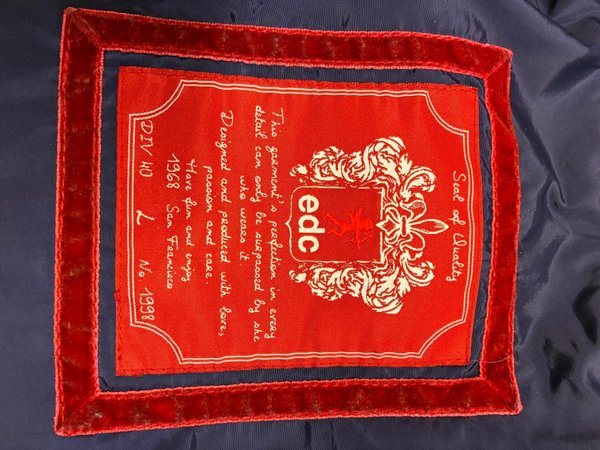 Seal of Quality
edc
This garment's perfection in every
detail can only be surpassed by she
who wears it.
Designed and produced with love,
passion and care.
Have fun and enjoy
1968 San Francisco
DIV 40 L No 1998